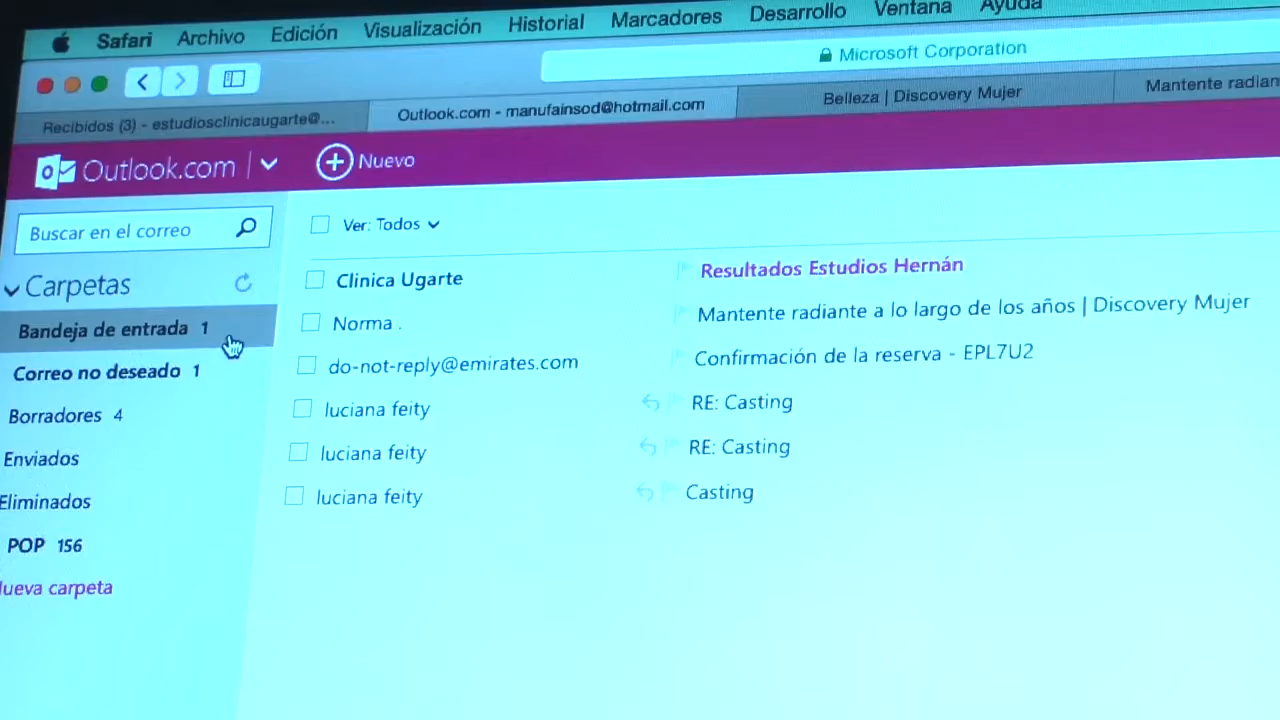 Safari Archivo Edición Visualización Historial Marcadores Desarrollo Ventana Ayuda
Microsoft Corporation
Recibidos (3) - estudiosclinicaugarte@... Outlook.com - manufainsod@hotmail.com Belleza | Discovery Mujer Mantente radian
Outlook.com Nuevo
Buscar en el correo Ver: Todos
Carpetas Clinica Ugarte Resultados Estudios Hernán
Bandeja de entrada 1 Norma . Mantente radiante a lo largo de los años | Discovery Mujer
Correo no deseado 1 do-not-reply@emirates.com Confirmación de la reserva - EPL7U2
Borradores 4 luciana feity RE: Casting
Enviados luciana feity RE: Casting
Eliminados luciana feity Casting
POP 156
ueva carpeta